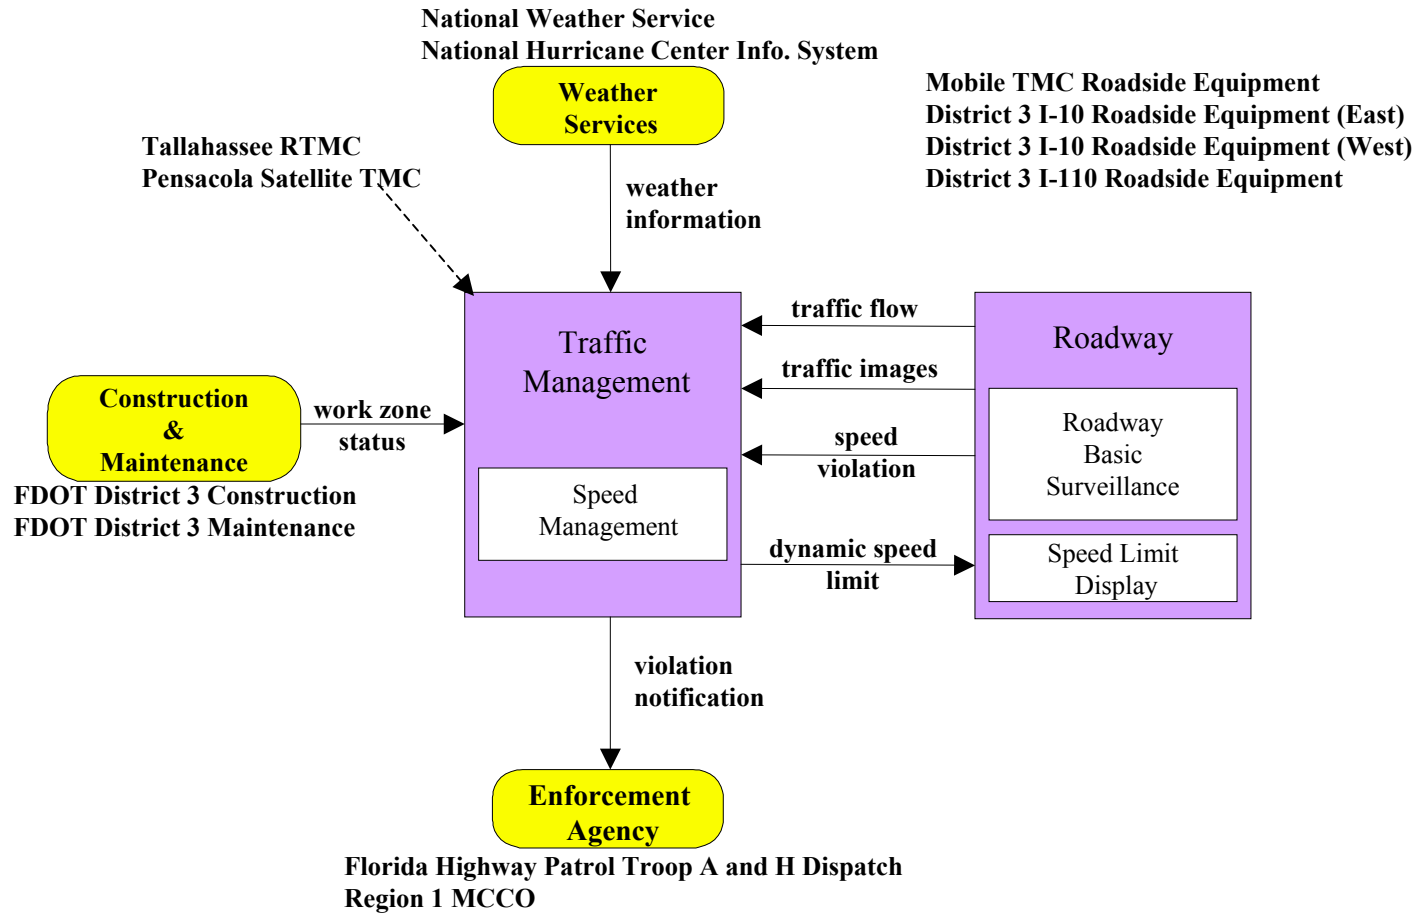 National Weather Service
National Hurricane Center Info. System
Weather
Services
Mobile TMC Roadside Equipment
District 3 I-10 Roadside Equipment (East)
District 3 I-10 Roadside Equipment (West)
District 3 I-110 Roadside Equipment
Tallahassee RTMC
Pensacola Satellite TMC
weather
information
Traffic
Management
Speed
Management
traffic flow
traffic images
speed
violation
dynamic speed
limit
Roadway
Roadway
Basic
Surveillance
Speed Limit
Display
Construction
&
Maintenance
work zone
status
FDOT District 3 Construction
FDOT District 3 Maintenance
violation
notification
Enforcement
Agency
Florida Highway Patrol Troop A and H Dispatch
Region 1 MCCO